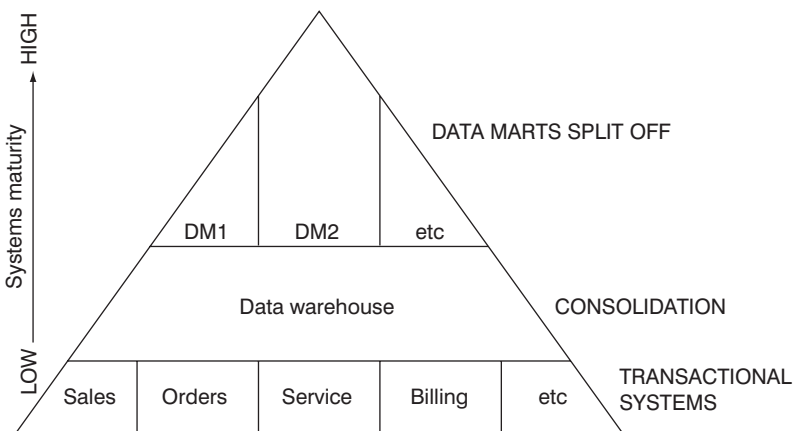 HIGH
Systems maturity
LOW
DATA MARTS SPLIT OFF
DM1
DM2
etc
Data warehouse
CONSOLIDATION
Sales
Orders
Service
Billing
etc
TRANSACTIONAL
SYSTEMS